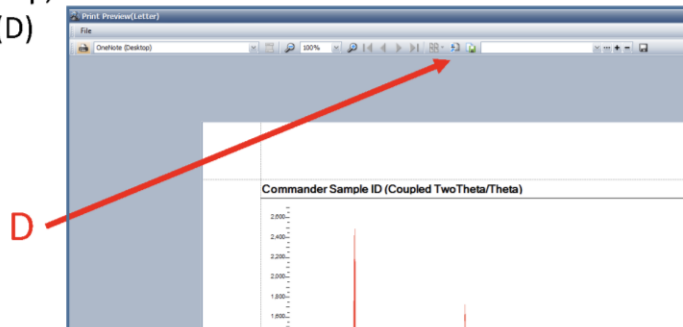 (D)
Print Preview(Letter)
File
OneNote (Desktop)
100%
D
Commander Sample ID (Coupled TwoTheta/Theta)
2,600
2,400
2,200
2,000
1,800
1,600